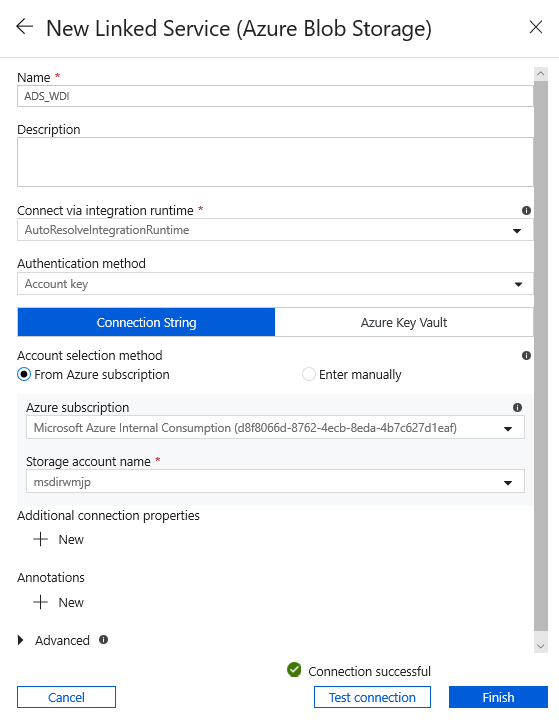 New Linked Service (Azure Blob Storage)
Name *
ADS_WDI
Description
Connect via integration runtime *
AutoResolveIntegrationRuntime
Authentication method
Account key
Connection String
Azure Key Vault
Account selection method
From Azure subscription
Enter manually
Azure subscription
Microsoft Azure Internal Consumption (d8f8066d-8762-4ecb-8eda-4b7c627d1eaf)
Storage account name *
msdirwmjp
Additional connection properties
New
Annotations
New
Advanced
Connection successful
Cancel
Test connection
Finish